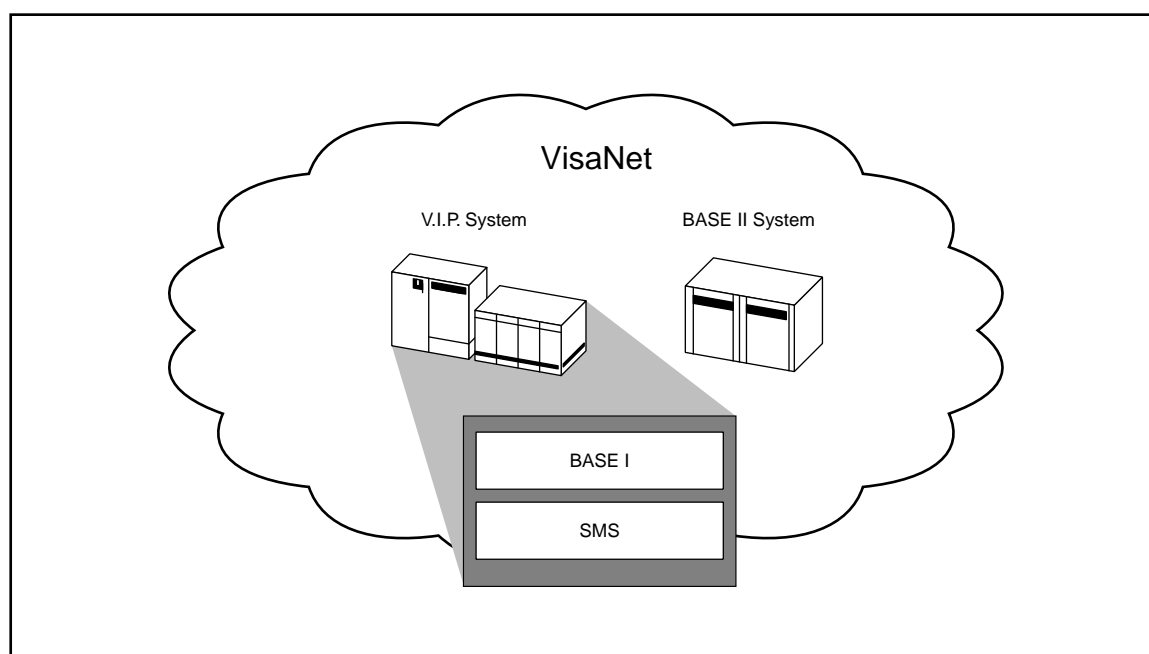 VisaNet
V.I.P. System
BASE II System
BASE I
SMS